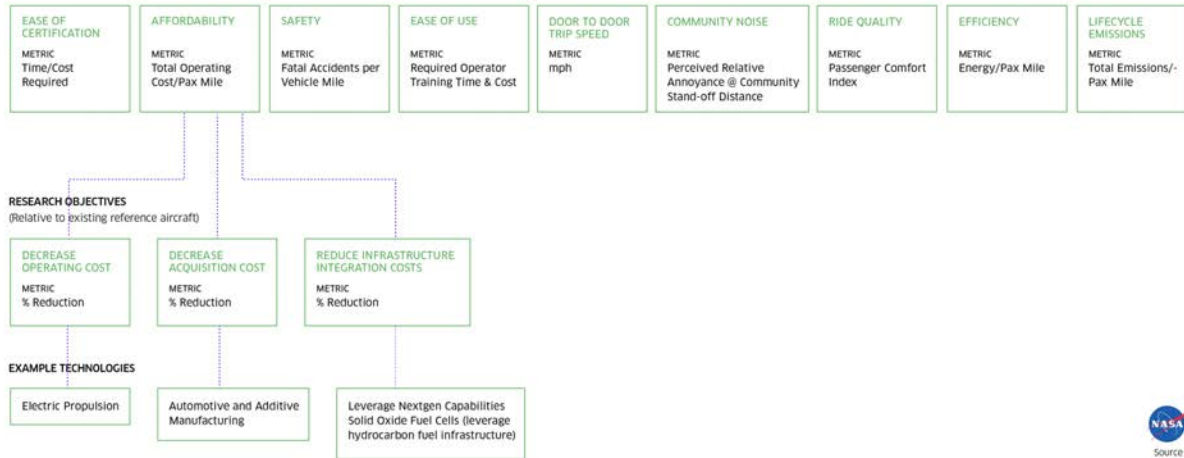 EASE OF
CERTIFICATION
METRIC
Time/Cost
Required
AFFORDABILITY
METRIC
Total Operating
Cost/Pax Mile
SAFETY
METRIC
Fatal Accidents per
Vehicle Mile
EASE OF USE
METRIC
Required Operator
Training Time & Cost
DOOR TO DOOR
TRIP SPEED
METRIC
mph
COMMUNITY NOISE
METRIC
Perceived Relative
Annoyance @ Community
Stand-off Distance
RIDE QUALITY
METRIC
Passenger Comfort
Index
EFFICIENCY
METRIC
Energy/Pax Mile
LIFECYCLE
EMISSIONS
METRIC
Total Emissions/-
Pax Mile
RESEARCH OBJECTIVES
(Relative to existing reference aircraft)
DECREASE
OPERATING COST
METRIC
% Reduction
DECREASE
ACQUISITION COST
METRIC
% Reduction
REDUCE INFRASTRUCTURE
INTEGRATION COSTS
METRIC
% Reduction
EXAMPLE TECHNOLOGIES
Electric Propulsion
Automotive and Additive
Manufacturing
Leverage Nextgen Capabilities
Solid Oxide Fuel Cells (leverage
hydrocarbon fuel infrastructure)
NASA
Source